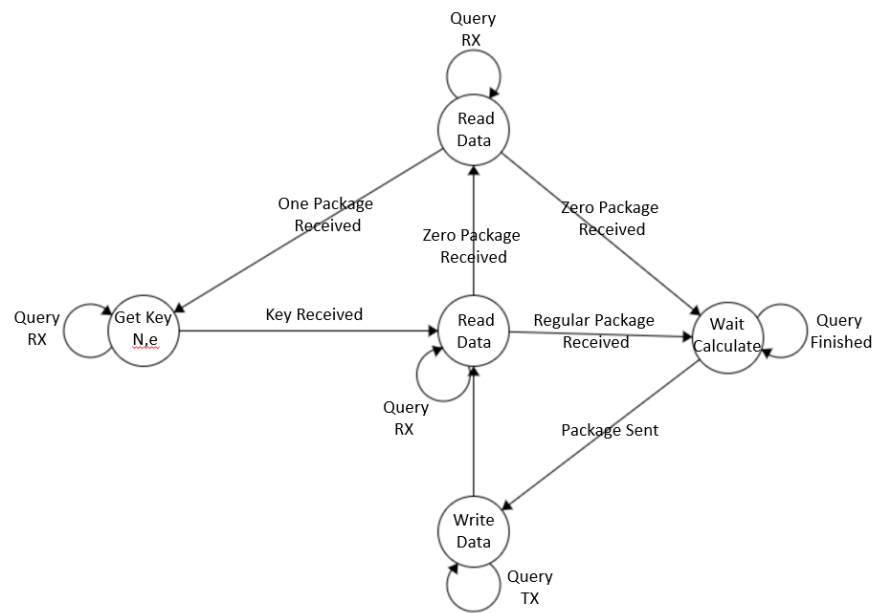 Query
RX
Read
Data
One Package
Received
Zero Package
Received
Zero Package
Received
Query
RX
Get Key
N,e
Key Received
Read
Data
Regular Package
Received
Wait
Calculate
Query
Finished
Query
RX
Package Sent
Write
Data
Query
TX